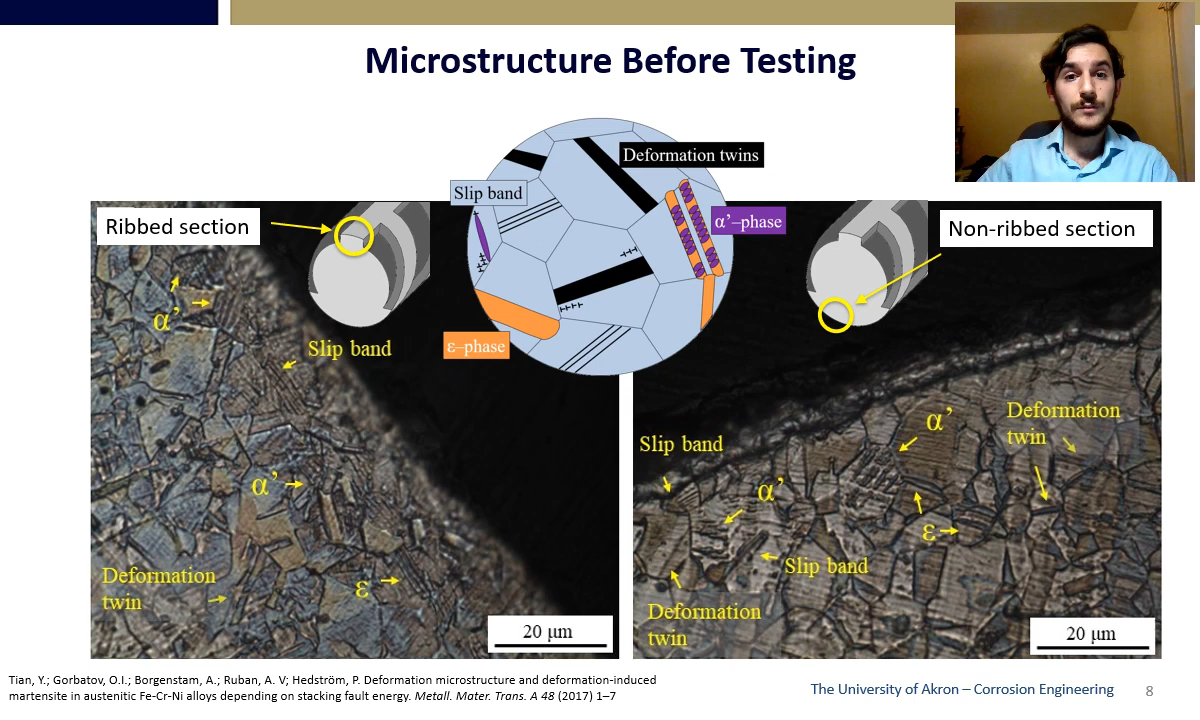 Microstructure Before Testing
Deformation twins
Slip band
α’–phase
ε–phase
Ribbed section
α’
Slip band
α’
Deformation
twin
ε
20 μm
Non-ribbed section
Slip band
α’
Deformation
twin
α’
ε
Slip band
Deformation
twin
20 μm
Tian, Y.; Gorbatov, O.I.; Borgenstam, A.; Ruban, A. V; Hedström, P. Deformation microstructure and deformation-induced
martensite in austenitic Fe-Cr-Ni alloys depending on stacking fault energy. Metall. Mater. Trans. A 48 (2017) 1–7
The University of Akron – Corrosion Engineering
8